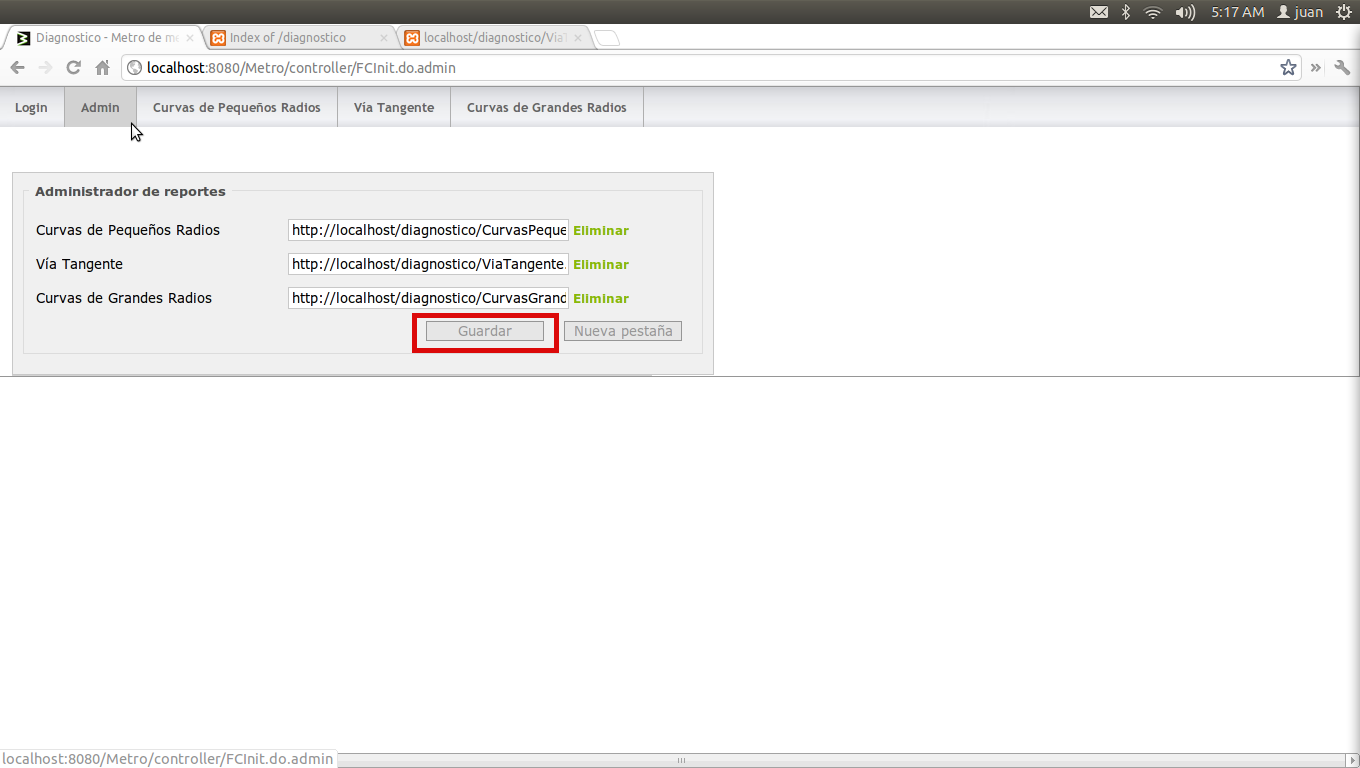 5:17 AM juan
Diagnostico - Metro de me
Index of /diagnostico
localhost/diagnostico/ViaT
localhost:8080/Metro/controller/FCInit.do.admin
Login Admin Curvas de Pequeños Radios Vía Tangente Curvas de Grandes Radios
Administrador de reportes
Curvas de Pequeños Radios http://localhost/diagnostico/CurvasPeque Eliminar
Vía Tangente http://localhost/diagnostico/ViaTangente. Eliminar
Curvas de Grandes Radios http://localhost/diagnostico/CurvasGrand Eliminar
Guardar Nueva pestaña
localhost:8080/Metro/controller/FCInit.do.admin